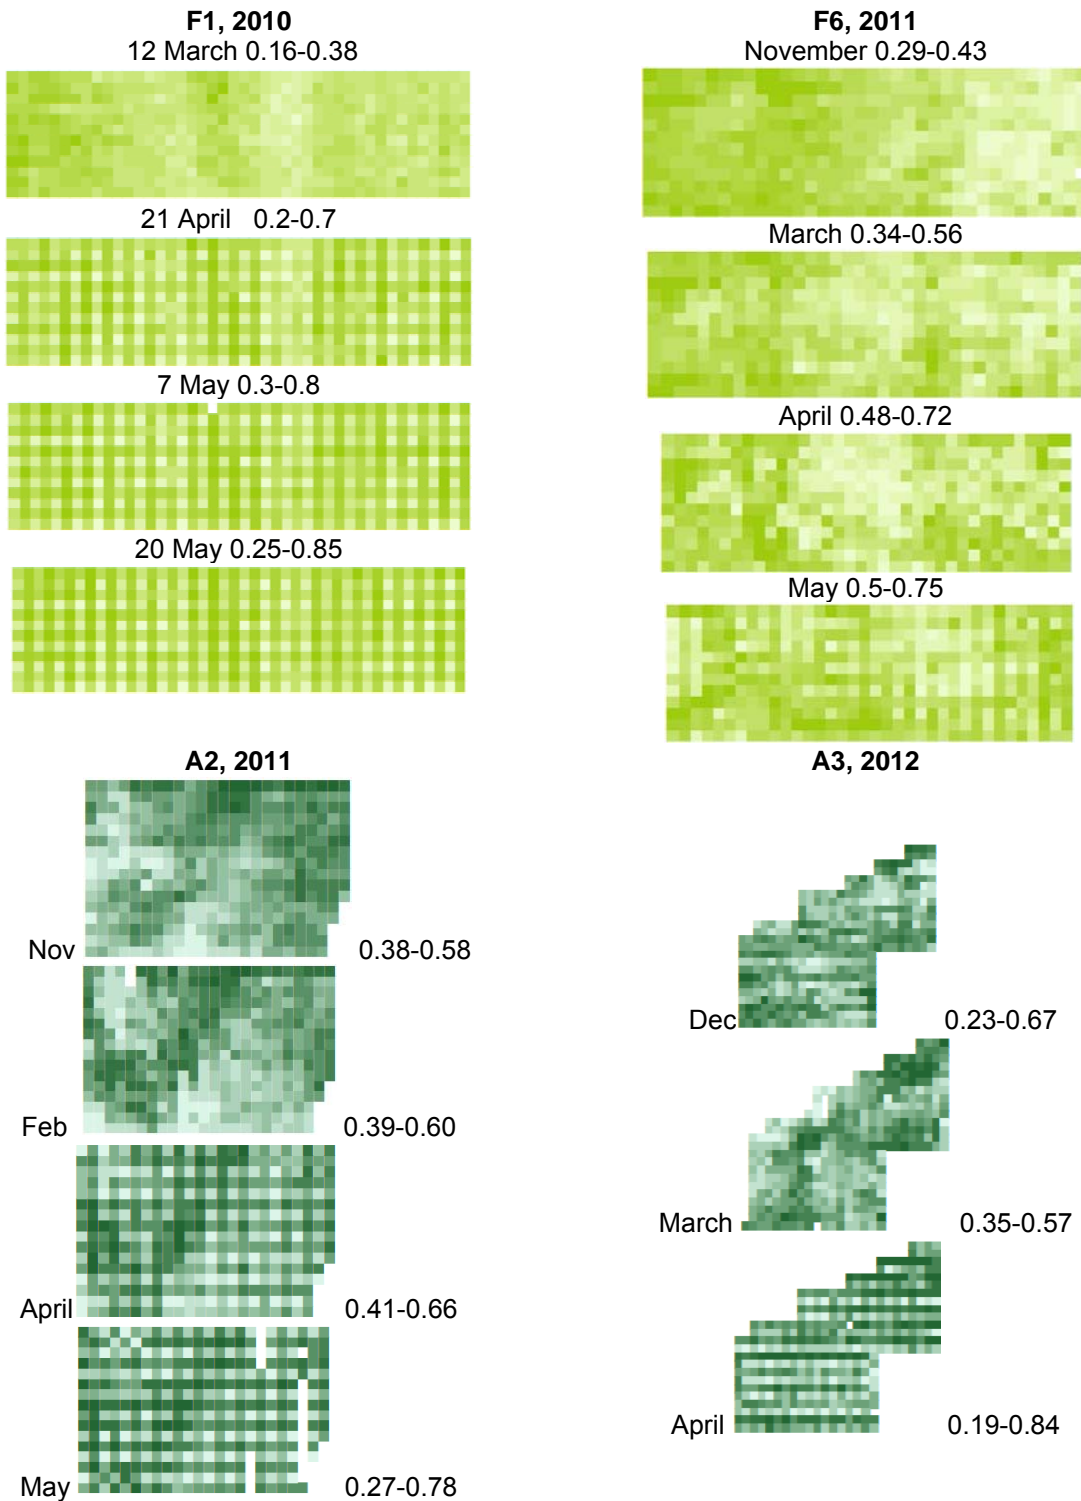 F1, 2010
12 March 0.16-0.38
21 April 0.2-0.7
7 May 0.3-0.8
20 May 0.25-0.85
F6, 2011
November 0.29-0.43
March 0.34-0.56
April 0.48-0.72
May 0.5-0.75
A2, 2011
Nov 0.38-0.58
Feb 0.39-0.60
April 0.41-0.66
May 0.27-0.78
A3, 2012
Dec 0.23-0.67
March 0.35-0.57
April 0.19-0.84